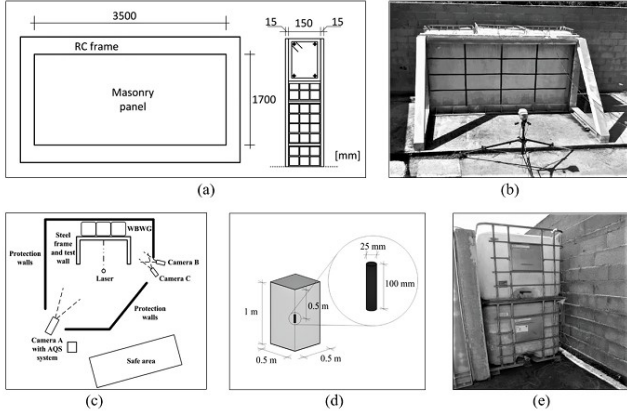 3500
15 150 15
RC frame
Masonry
panel
1700
[mm]
(a)
(b)
Steel
frame
and test
wall
WBWG
Protection
walls
Camera B
Camera C
Laser
Protection
walls
Camera A
with AQS
system
Safe area
(c)
25 mm
100 mm
0.5 m
1 m
0.5 m
0.5 m
(d)
(e)